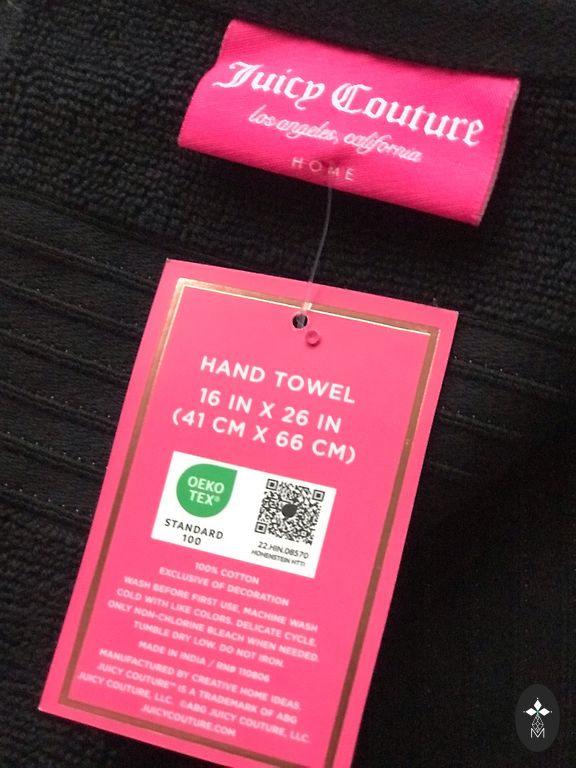 Juicy Couture
los angeles, california
HOME
HAND TOWEL
16 IN X 26 IN
(41 CM X 66 CM)
OEKO
TEX®
STANDARD
100
22.HIN.08570
HOHENSTEIN HTTI
100% COTTON
EXCLUSIVE OF DECORATION
WASH BEFORE FIRST USE. MACHINE WASH
COLD WITH LIKE COLORS. DELICATE CYCLE.
ONLY NON-CHLORINE BLEACH WHEN NEEDED.
TUMBLE DRY LOW. DO NOT IRON.
MADE IN INDIA / RN# 110806
MANUFACTURED BY CREATIVE HOME IDEAS.
JUICY COUTURE™ IS A TRADEMARK OF ABG
JUICY COUTURE, LLC. ©ABG JUICY COUTURE, LLC.
JUICYCOUTURE.COM
M